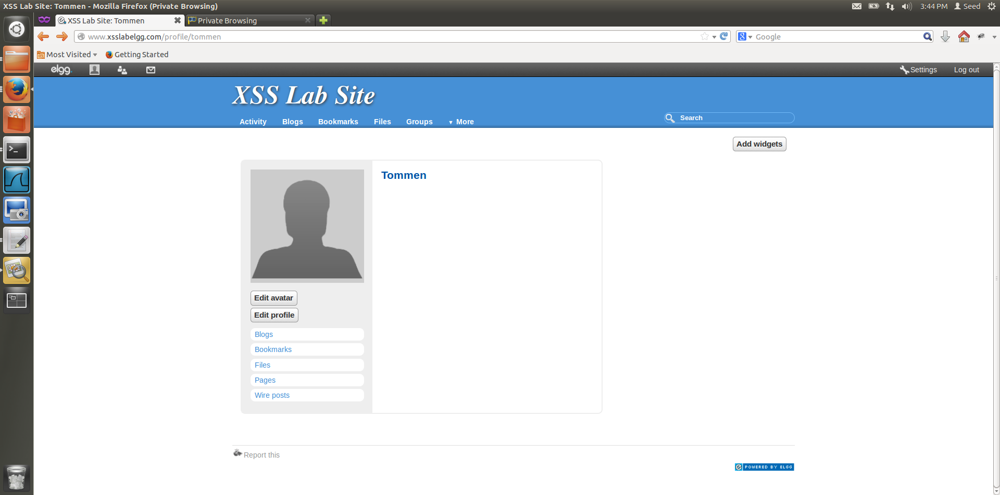 XSS Lab Site: Tommen - Mozilla Firefox (Private Browsing)
3:44 PM Seed
XSS Lab Site: Tommen
Private Browsing
www.xsslabelgg.com/profile/tommen
Google
Most Visited
Getting Started
elgg
Settings
Log out
XSS Lab Site
Activity Blogs Bookmarks Files Groups ▼ More
Search
Add widgets
Tommen
Edit avatar
Edit profile
Blogs
Bookmarks
Files
Pages
Wire posts
Report this
POWERED BY ELGG